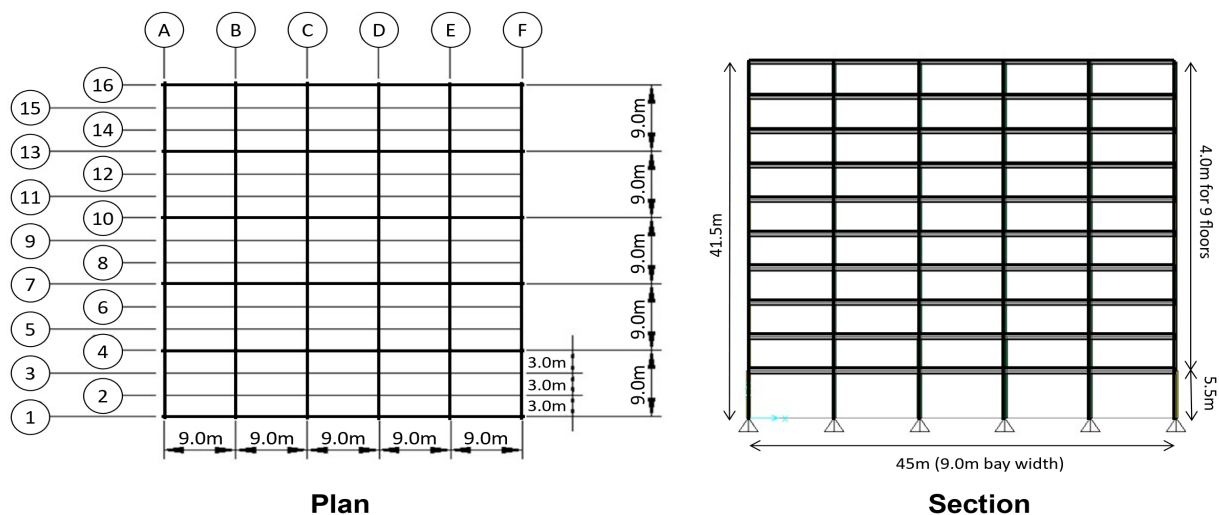 A B C D E F
16
15
14
13
12
11
10
9
8
7
6
5
4
3
2
1
9.0m
9.0m
9.0m
9.0m
9.0m
3.0m
3.0m
3.0m
9.0m 9.0m 9.0m 9.0m 9.0m
Plan
41.5m
4.0m for 9 floors
5.5m
x
45m (9.0m bay width)
Section